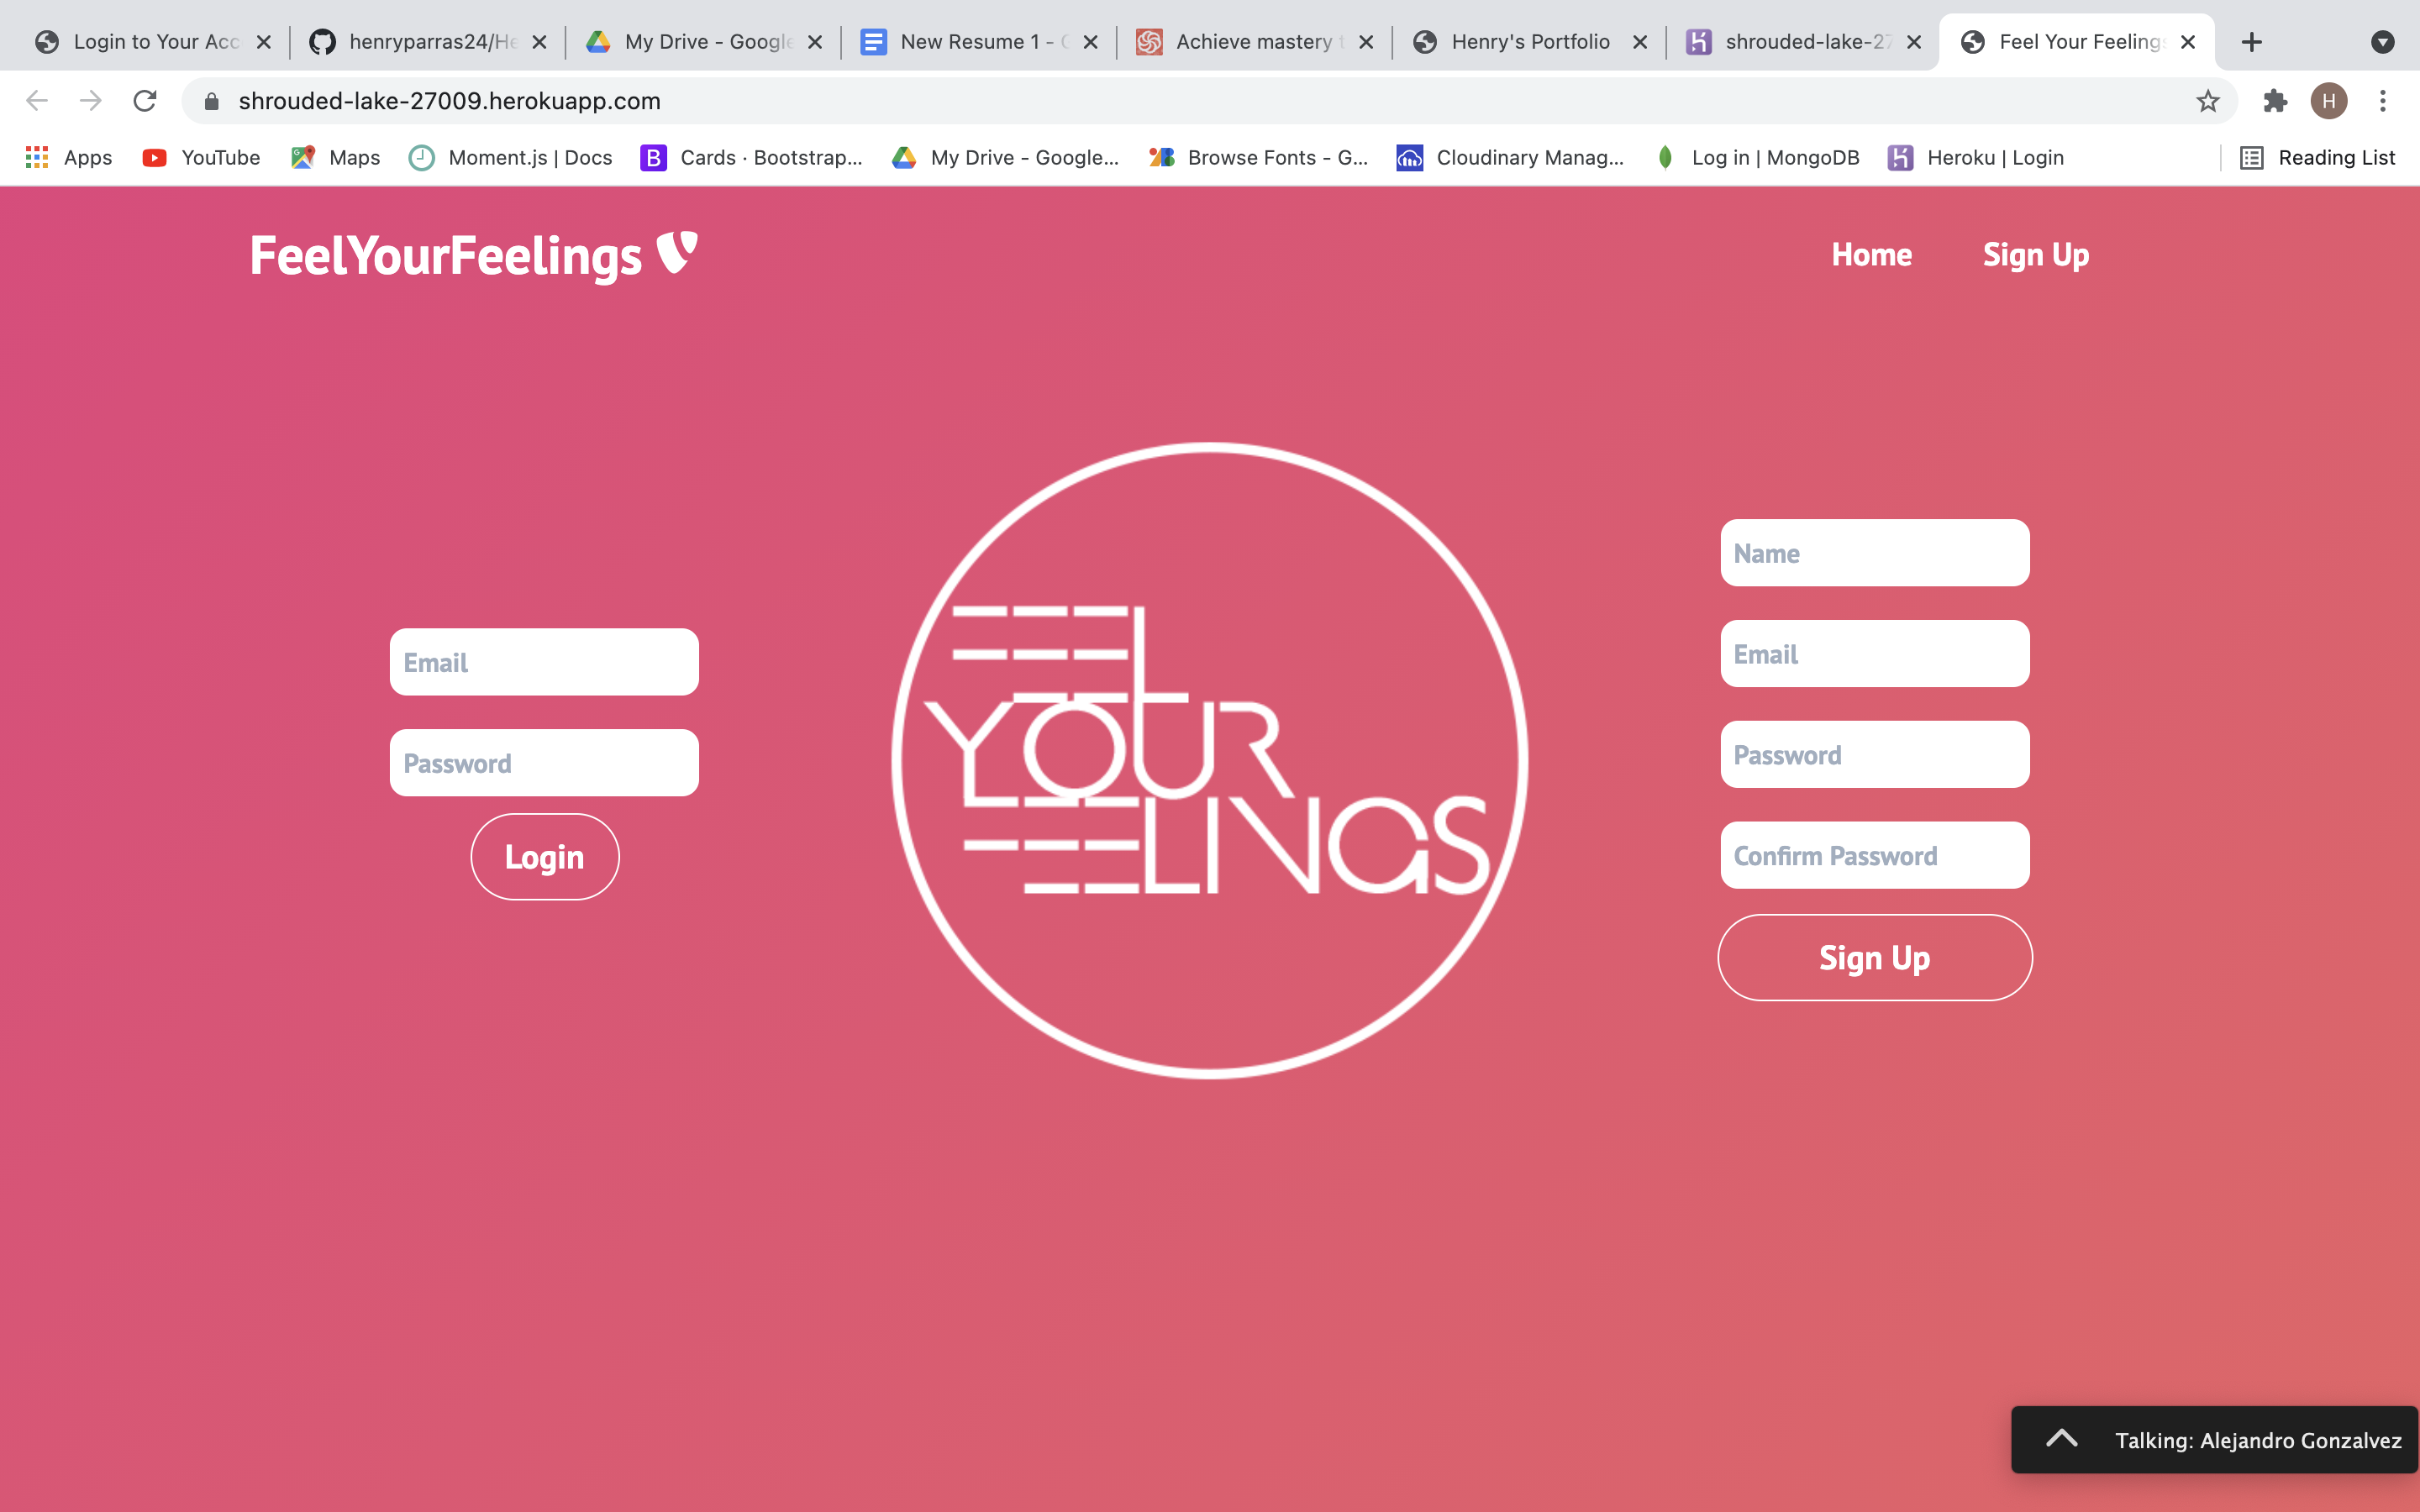 Login to Your Acc
henryparras24/He
My Drive - Google
New Resume 1 -
Achieve mastery
Henry's Portfolio
shrouded-lake-27
Feel Your Feelings
shrouded-lake-27009.herokuapp.com
H
Apps
YouTube
Maps
Moment.js | Docs
B
Cards · Bootstrap...
My Drive - Google...
Browse Fonts - G...
Cloudinary Manag...
Log in | MongoDB
Heroku | Login
Reading List
FeelYourFeelings
Home
Sign Up
Email
Password
Login
FEEL
YOUR
FEELINGS
Name
Email
Password
Confirm Password
Sign Up
Talking: Alejandro Gonzalvez